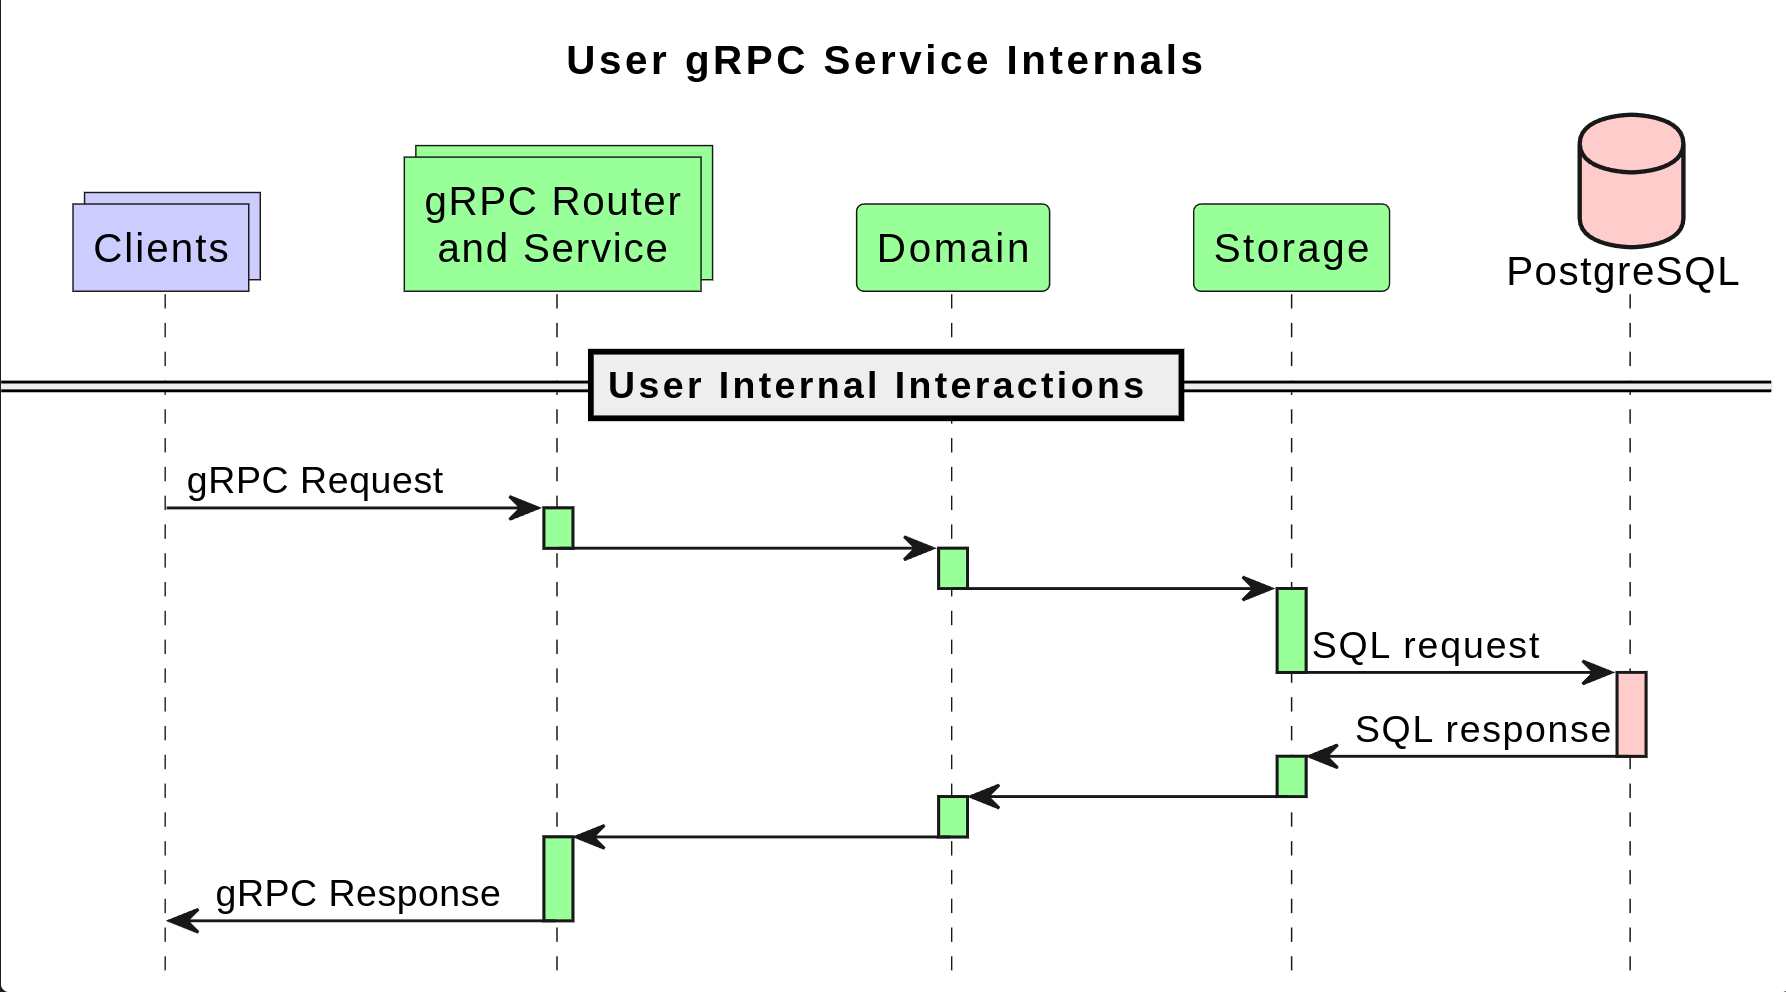 User gRPC Service Internals
Clients
gRPC Router
and Service
Domain
Storage
PostgreSQL
User Internal Interactions
gRPC Request
SQL request
SQL response
gRPC Response